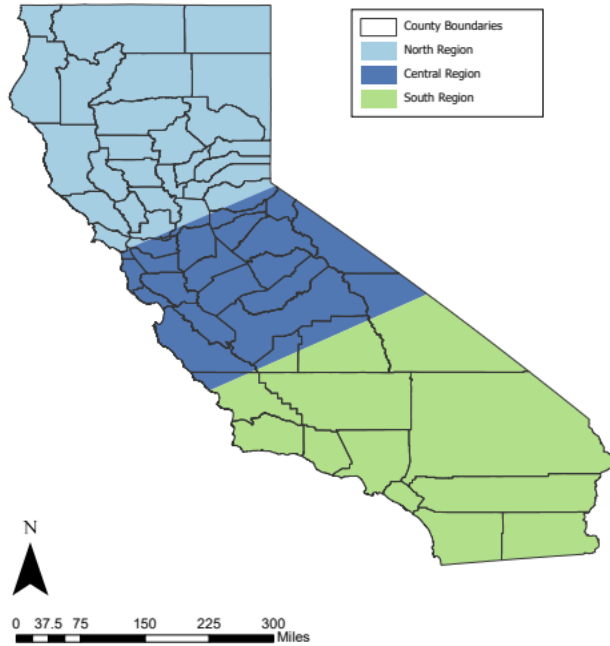 County Boundaries
North Region
Central Region
South Region
N
0 37.5 75 150 225 300
Miles